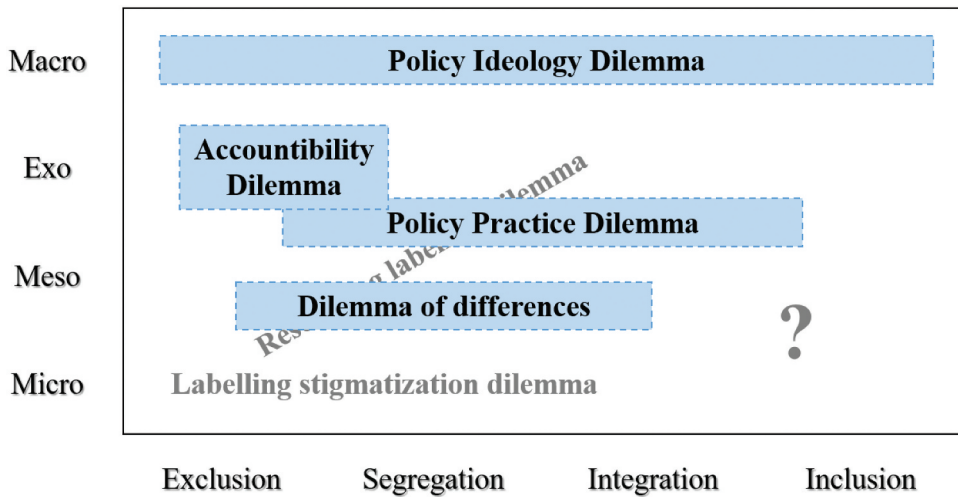 Macro
Policy Ideology Dilemma
Exo
Accountibility
Dilemma
Policy Practice Dilemma
Meso
Dilemma of differences
?
Micro
Labelling stigmatization dilemma
Exclusion Segregation Integration Inclusion